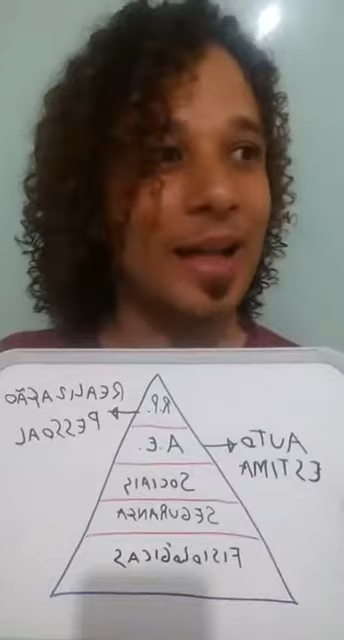 REALIZAÇÃO
PESSOAL
R.P.
A.E.
AUTO
ESTIMA
SOCIAIS
SEGURANÇA
FISIOLÓGICAS